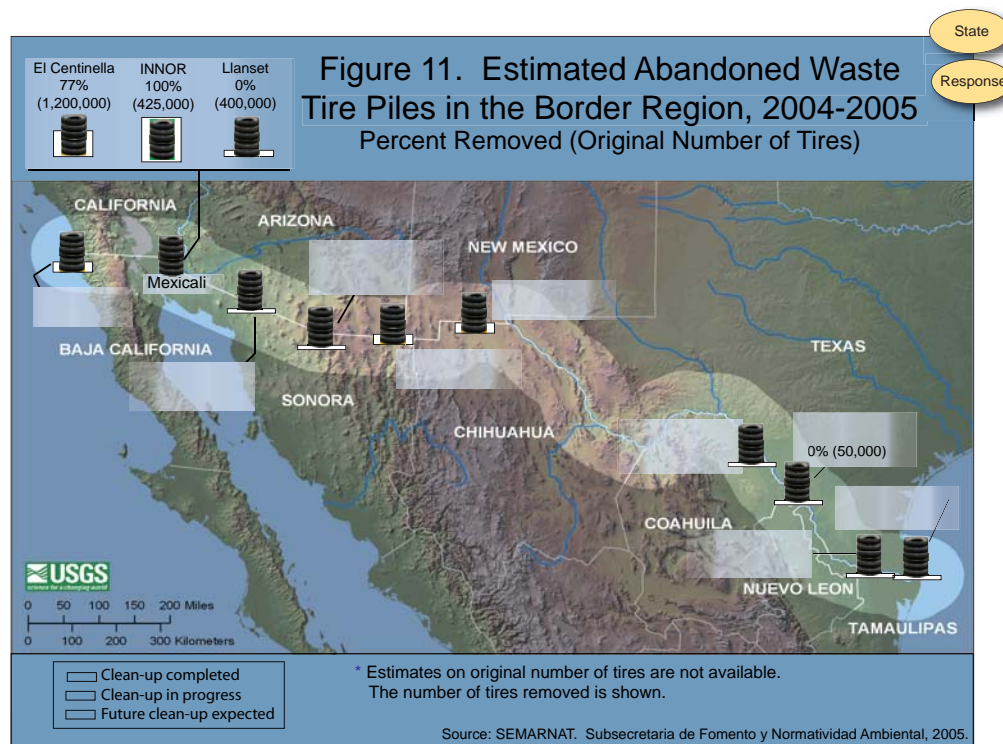 State
Response
El Centinella
77%
(1,200,000)
INNOR
100%
(425,000)
Llanset
0%
(400,000)
Figure 11. Estimated Abandoned Waste
Tire Piles in the Border Region, 2004-2005
Percent Removed (Original Number of Tires)
CALIFORNIA
ARIZONA
NEW MEXICO
Mexicali
BAJA CALIFORNIA
TEXAS
SONORA
CHIHUAHUA
0% (50,000)
COAHUILA
NUEVO LEON
TAMAULIPAS
USGS
science for a changing world
0 50 100 150 200 Miles
0 100 200 300 Kilometers
Clean-up completed
Clean-up in progress
Future clean-up expected
* Estimates on original number of tires are not available.
The number of tires removed is shown.
Source: SEMARNAT. Subsecretaria de Fomento y Normatividad Ambiental, 2005.